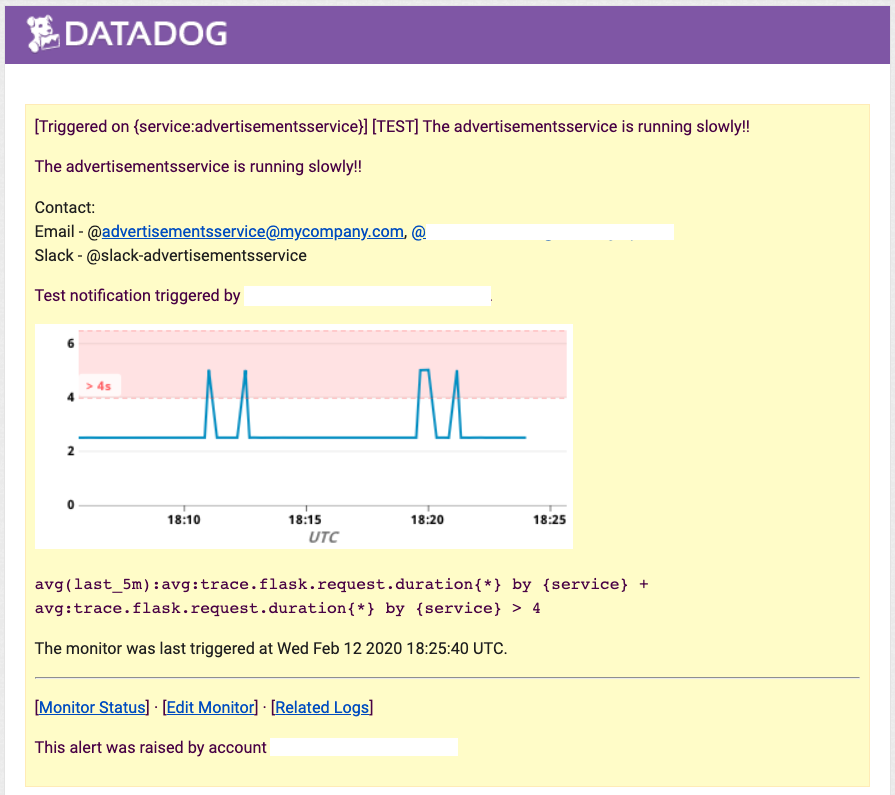 DATADOG
[Triggered on {service:advertisementsservice}] [TEST] The advertisementsservice is running slowly!!
The advertisementsservice is running slowly!!
Contact:
Email - @advertisementsservice@mycompany.com, @
Slack - @slack-advertisementsservice
Test notification triggered by .
6
> 4s
4
2
0
18:10 18:15 18:20 18:25
UTC
avg(last_5m):avg:trace.flask.request.duration{*} by {service} +
avg:trace.flask.request.duration{*} by {service} > 4
The monitor was last triggered at Wed Feb 12 2020 18:25:40 UTC.
[Monitor Status] · [Edit Monitor] · [Related Logs]
This alert was raised by account